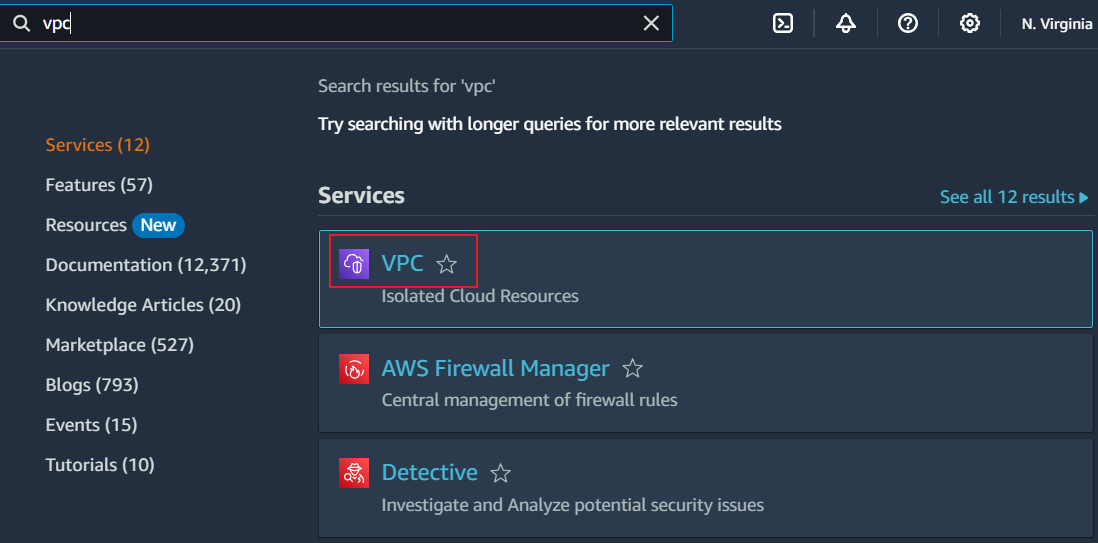 vpc
N. Virginia
Services (12)
Features (57)
Resources New
Documentation (12,371)
Knowledge Articles (20)
Marketplace (527)
Blogs (793)
Events (15)
Tutorials (10)
Search results for 'vpc'
Try searching with longer queries for more relevant results
Services
See all 12 results
VPC
Isolated Cloud Resources
AWS Firewall Manager
Central management of firewall rules
Detective
Investigate and Analyze potential security issues